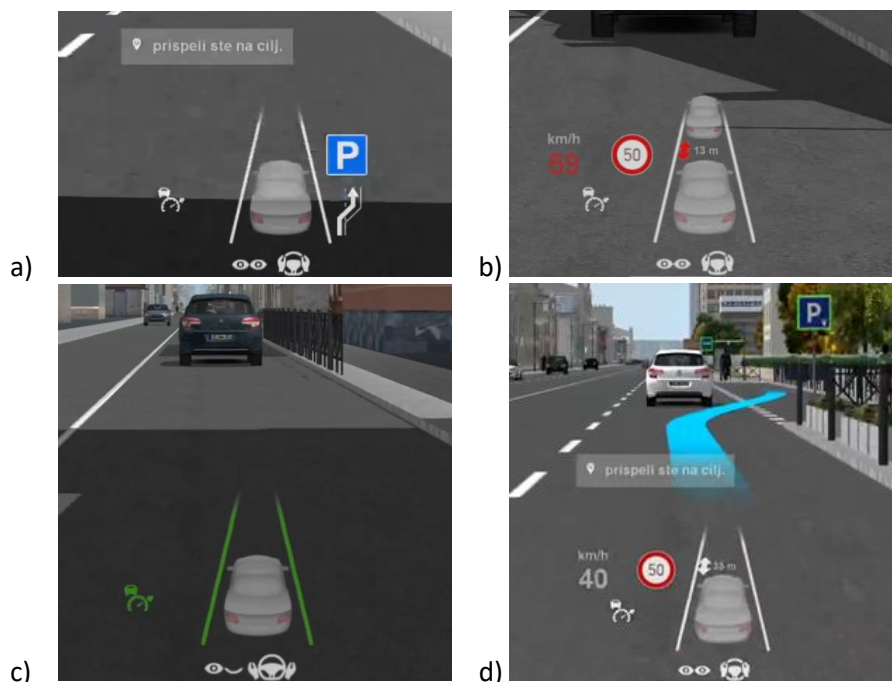 a)
prispeli ste na cilj.
P
b)
km/h
59
50
13 m
c)
d)
P
prispeli ste na cilj.
km/h
40
50
35 m